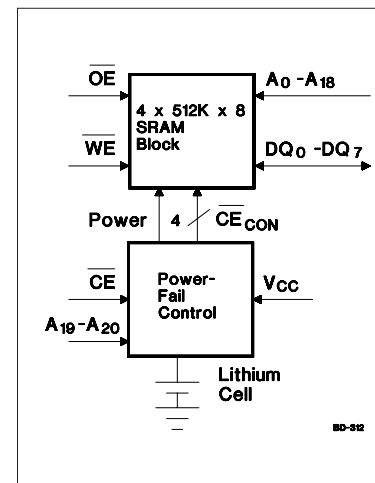 OE
A0 -A18
4 x 512K x 8
SRAM
Block
WE
DQ0 -DQ7
Power
4
CECON
CE
Power-
Fail
Control
VCC
A19-A20
Lithium
Cell
BD-312